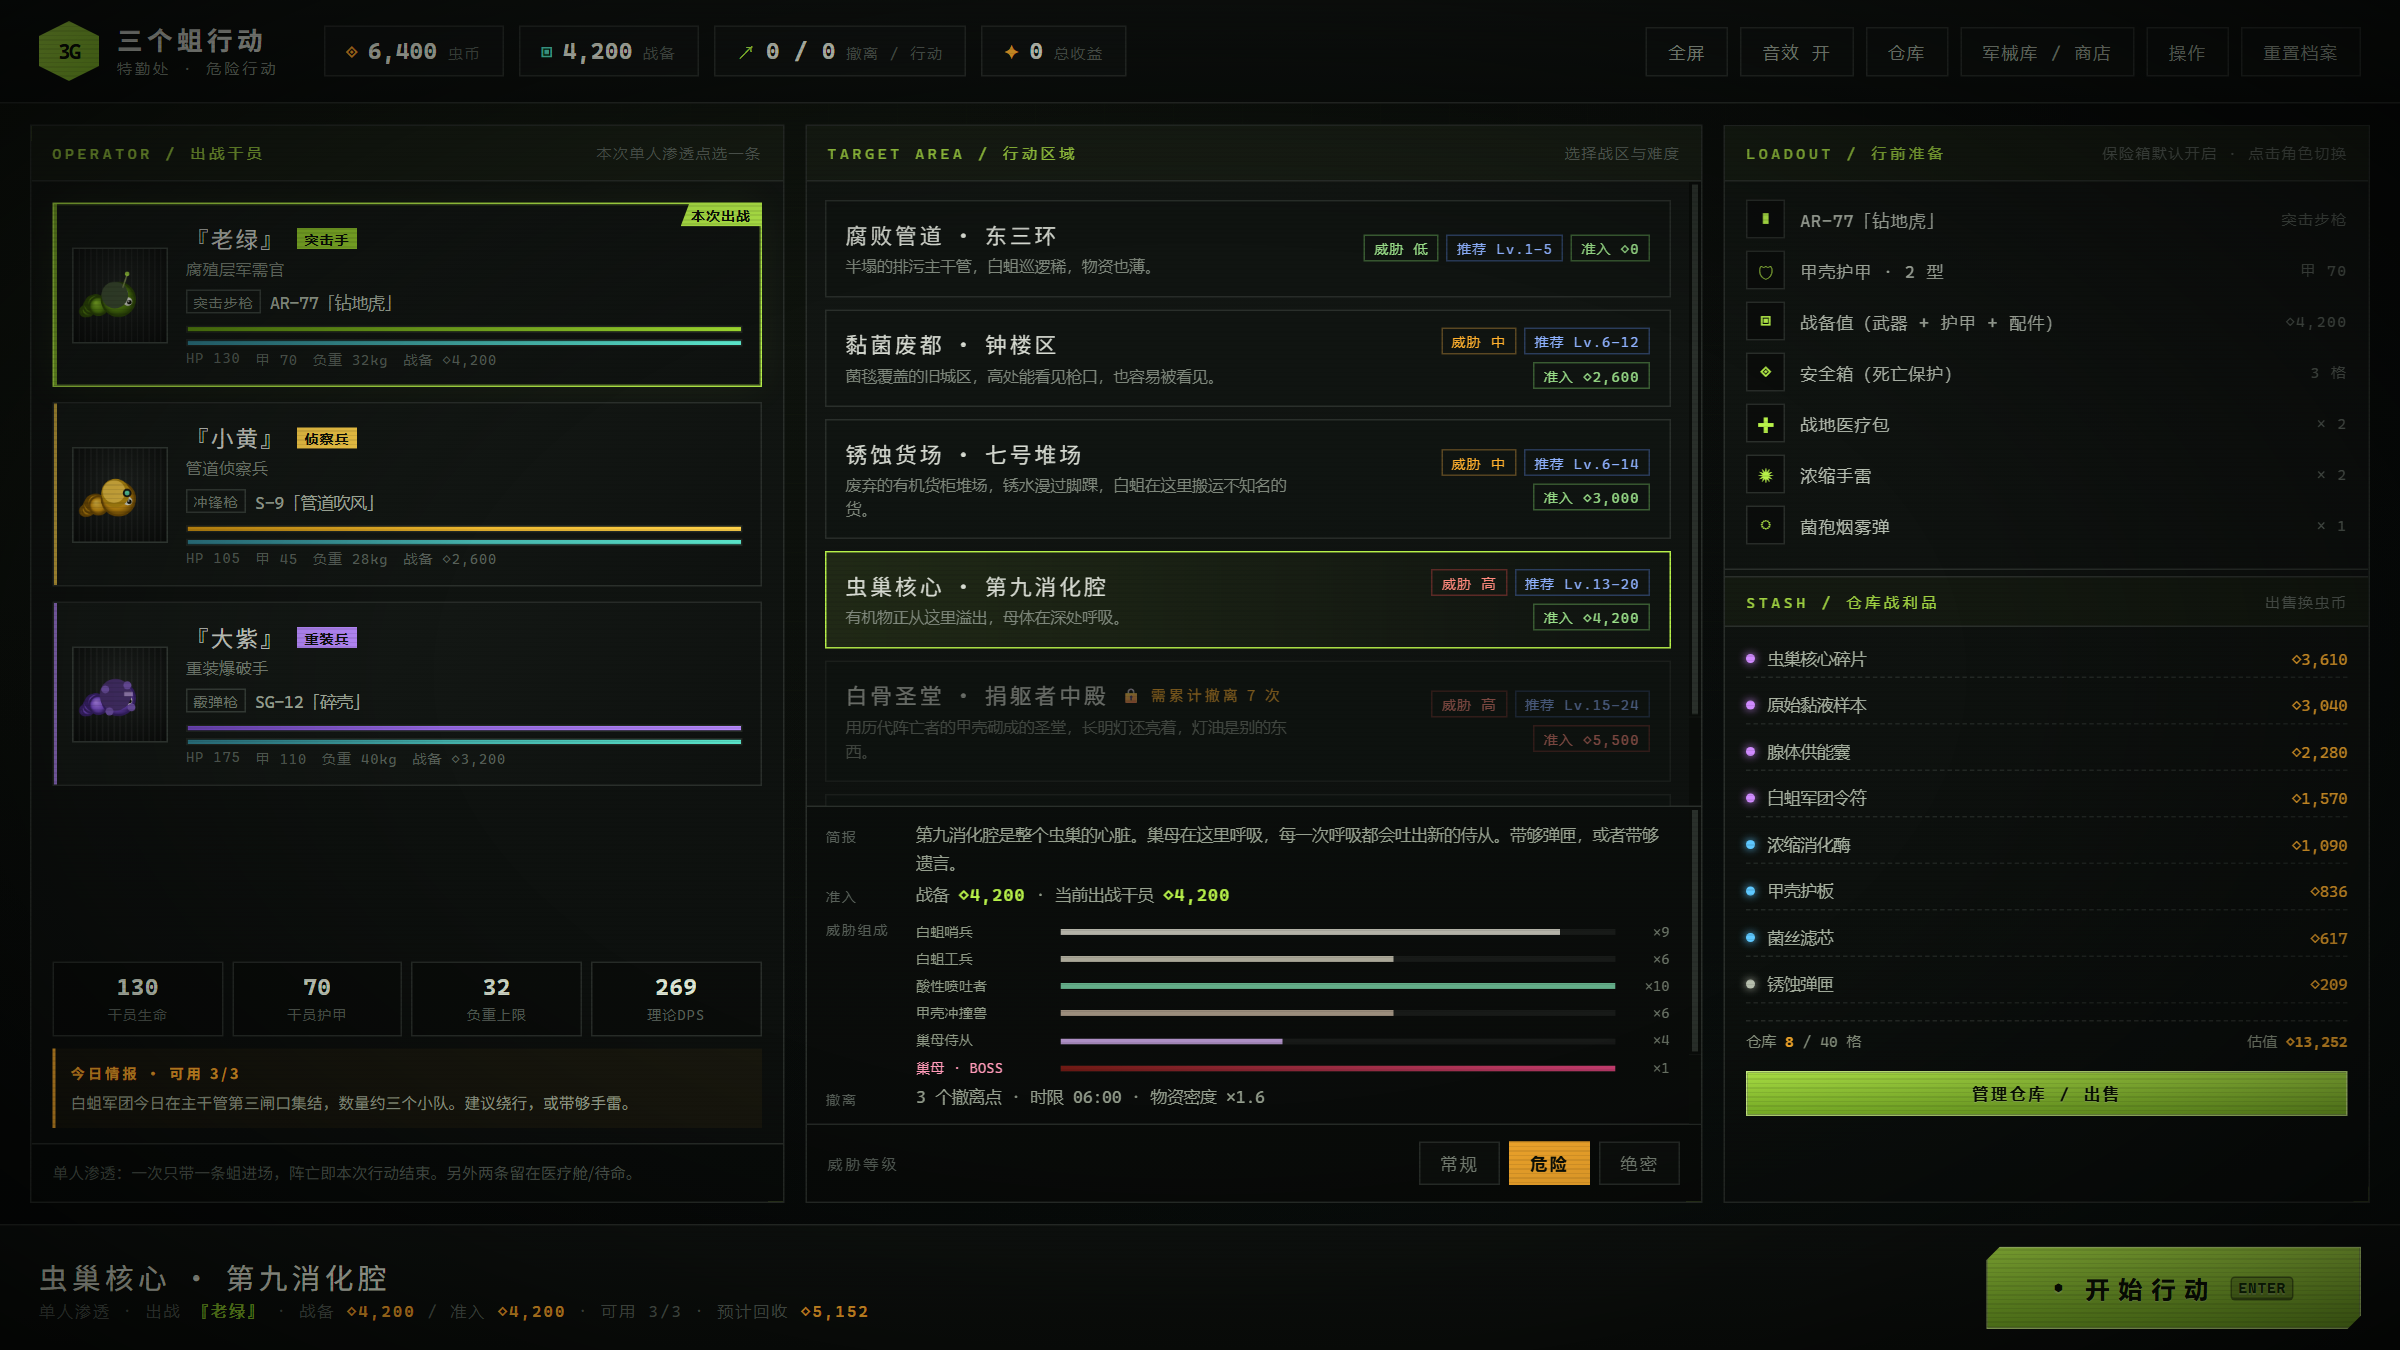 3G
三个蛆行动
特勤处 · 危险行动
6,400 虫币
4,200 战备
0 / 0 撤离 / 行动
0 总收益
全屏
音效 开
仓库
军械库 / 商店
操作
重置档案
OPERATOR / 出战干员
本次单人渗透点选一条
本次出战
『老绿』 突击手
腐殖层军需官
突击步枪 AR-77「钻地虎」
HP 130 甲 70 负重 32kg 战备 ◇4,200
『小黄』 侦察兵
管道侦察兵
冲锋枪 S-9「管道吹风」
HP 105 甲 45 负重 28kg 战备 ◇2,600
『大紫』 重装兵
重装爆破手
霰弹枪 SG-12「碎壳」
HP 175 甲 110 负重 40kg 战备 ◇3,200
130
干员生命
70
干员护甲
32
负重上限
269
理论DPS
今日情报 • 可用 3/3
白蛆军团今日在主干管第三闸口集结，数量约三个小队。建议绕行，或带够手雷。
单人渗透：一次只带一条蛆进场，阵亡即本次行动结束。另外两条留在医疗舱/待命。
TARGET AREA / 行动区域
选择战区与难度
腐败管道 • 东三环
半塌的排污主干管，白蛆巡逻稀，物资也薄。
威胁 低
推荐 Lv.1-5
准入 ◇0
黏菌废都 • 钟楼区
菌毯覆盖的旧城区，高处能看见枪口，也容易被看见。
威胁 中
推荐 Lv.6-12
准入 ◇2,600
锈蚀货场 • 七号堆场
废弃的有机货柜堆场，锈水漫过脚踝，白蛆在这里搬运不知名的
货。
威胁 中
推荐 Lv.6-14
准入 ◇3,000
虫巢核心 • 第九消化腔
有机物正从这里溢出，母体在深处呼吸。
威胁 高
推荐 Lv.13-20
准入 ◇4,200
白骨圣堂 • 捐躯者中殿 需累计撤离 7 次
用历代阵亡者的甲壳砌成的圣堂，长明灯还亮着，灯油是别的东
西。
威胁 高
推荐 Lv.15-24
准入 ◇5,500
简报
第九消化腔是整个虫巢的心脏。巢母在这里呼吸，每一次呼吸都会吐出新的侍从。带够弹匣，或者带够
遗言。
准入 战备 ◇4,200 · 当前出战干员 ◇4,200
威胁组成
白蛆哨兵 ×9
白蛆工兵 ×6
酸性喷吐者 ×10
甲壳冲撞兽 ×6
巢母侍从 ×4
巢母 · BOSS ×1
撤离 3 个撤离点 · 时限 06:00 · 物资密度 ×1.6
威胁等级
常规
危险
绝密
LOADOUT / 行前准备
保险箱默认开启 · 点击角色切换
AR-77「钻地虎」 突击步枪
甲壳护甲 · 2 型 甲 70
战备值（武器 + 护甲 + 配件） ◇4,200
安全箱（死亡保护） 3 格
战地医疗包 × 2
浓缩手雷 × 2
菌孢烟雾弹 × 1
STASH / 仓库战利品
出售换虫币
虫巢核心碎片 ◇3,610
原始黏液样本 ◇3,040
腺体供能囊 ◇2,280
白蛆军团令符 ◇1,570
浓缩消化酶 ◇1,090
甲壳护板 ◇836
菌丝滤芯 ◇617
锈蚀弹匣 ◇209
仓库 8 / 40 格
估值 ◇13,252
管理仓库 / 出售
虫巢核心 • 第九消化腔
单人渗透 · 出战 『老绿』 · 战备 ◇4,200 / 准入 ◇4,200 · 可用 3/3 · 预计回收 ◇5,152
• 开始行动 ENTER